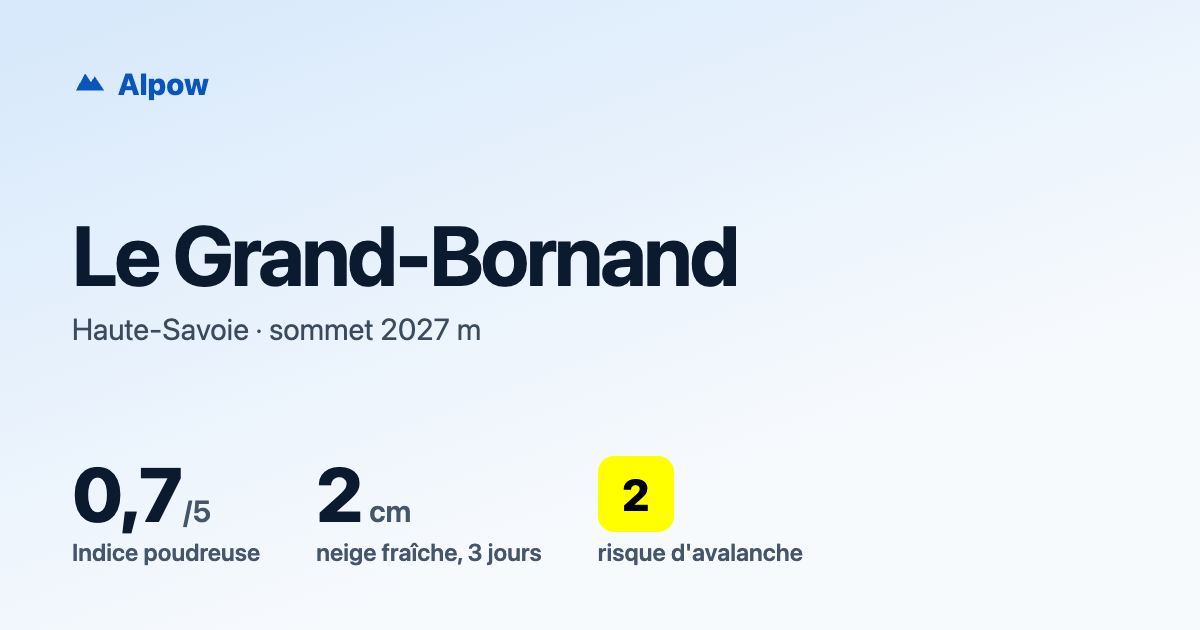 Alpow
Le Grand-Bornand
Haute-Savoie · sommet 2027 m
0,7/5
Indice poudreuse
2 cm
neige fraîche, 3 jours
2
risque d'avalanche